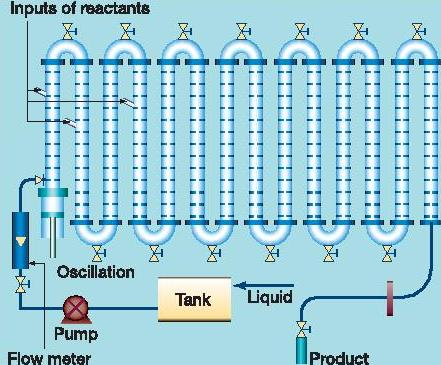 Inputs of reactants
Oscillation
Tank
Liquid
Pump
Flow meter
Product